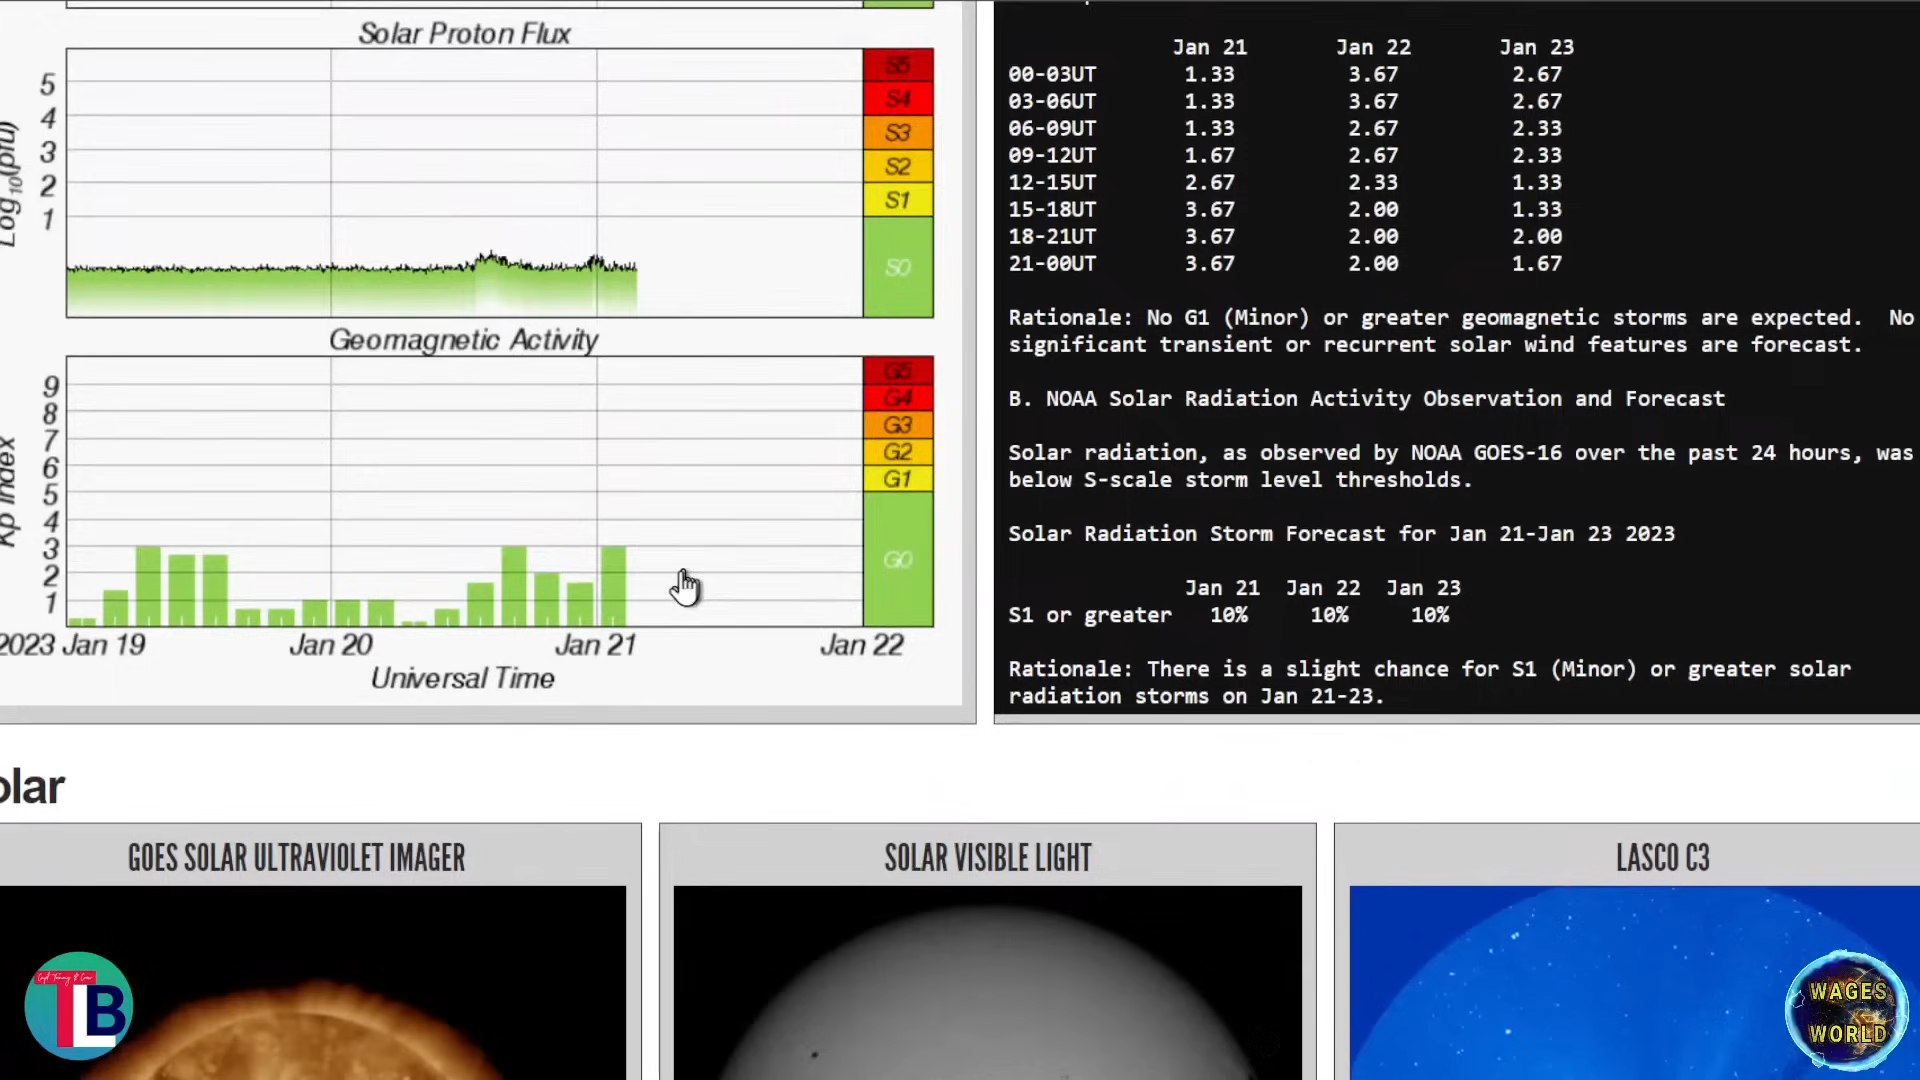 Solar Proton Flux
5
4
3
2
1
Log10(pfu)
S5
S4
S3
S2
S1
S0
Geomagnetic Activity
9
8
7
6
5
4
3
2
1
Kp Index
G5
G4
G3
G2
G1
G0
2023 Jan 19 Jan 20 Jan 21 Jan 22
Universal Time
Jan 21 Jan 22 Jan 23
00-03UT 1.33 3.67 2.67
03-06UT 1.33 3.67 2.67
06-09UT 1.33 2.67 2.33
09-12UT 1.67 2.67 2.33
12-15UT 2.67 2.33 1.33
15-18UT 3.67 2.00 1.33
18-21UT 3.67 2.00 2.00
21-00UT 3.67 2.00 1.67
Rationale: No G1 (Minor) or greater geomagnetic storms are expected. No
significant transient or recurrent solar wind features are forecast.
B. NOAA Solar Radiation Activity Observation and Forecast
Solar radiation, as observed by NOAA GOES-16 over the past 24 hours, was
below S-scale storm level thresholds.
Solar Radiation Storm Forecast for Jan 21-Jan 23 2023
Jan 21 Jan 22 Jan 23
S1 or greater 10% 10% 10%
Rationale: There is a slight chance for S1 (Minor) or greater solar
radiation storms on Jan 21-23.
olar
GOES SOLAR ULTRAVIOLET IMAGER
SOLAR VISIBLE LIGHT
LASCO C3
TLB
WAGES
WORLD